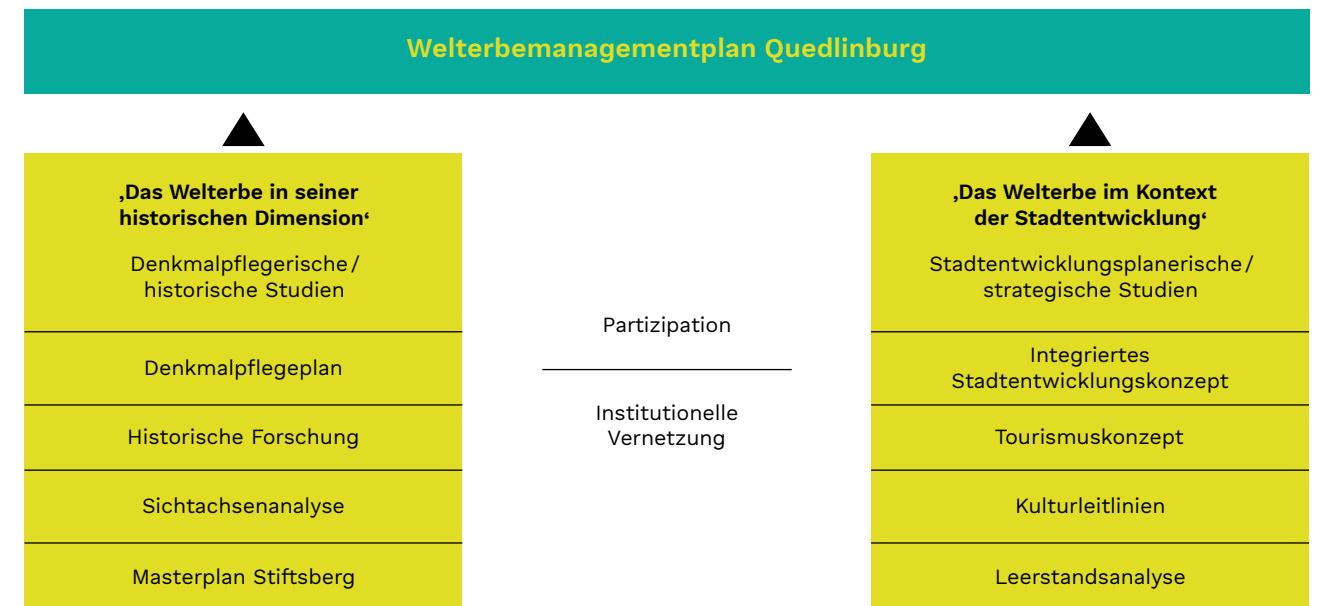 Welterbemanagementplan Quedlinburg
‚Das Welterbe in seiner
historischen Dimension‘
Denkmalpflegerische/
historische Studien
Denkmalpflegeplan
Historische Forschung
Sichtachsenanalyse
Masterplan Stiftsberg
Partizipation
Institutionelle
Vernetzung
‚Das Welterbe im Kontext
der Stadtentwicklung‘
Stadtentwicklungsplanerische/
strategische Studien
Integriertes
Stadtentwicklungskonzept
Tourismuskonzept
Kulturleitlinien
Leerstandsanalyse